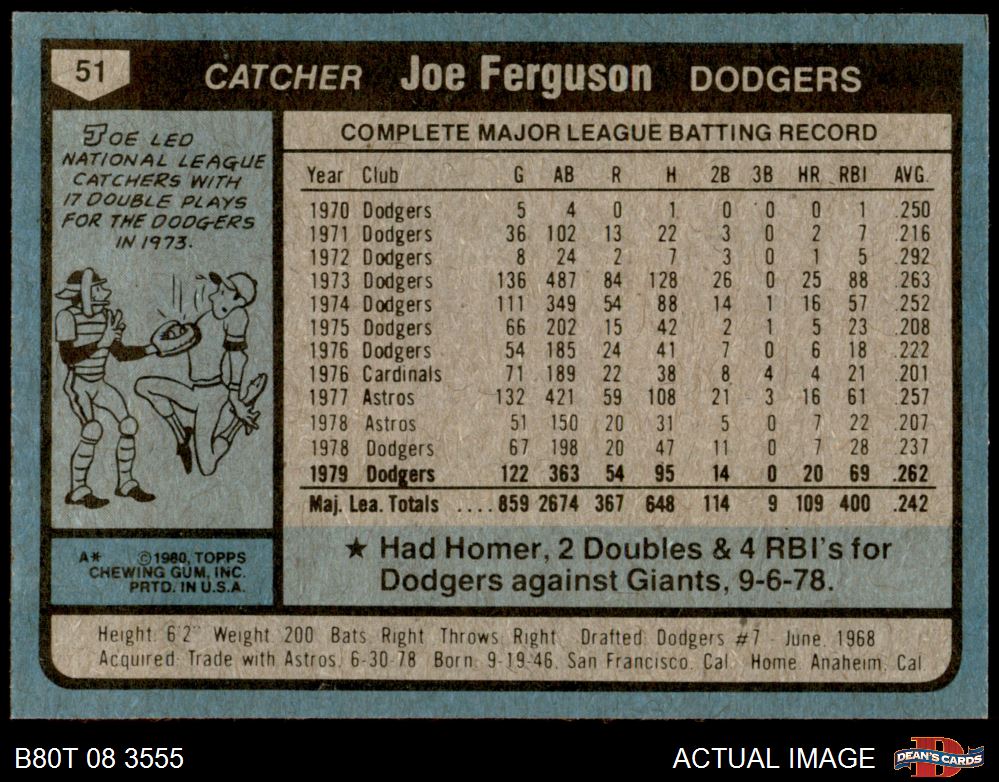 51 CATCHER Joe Ferguson DODGERS
JOE LED
NATIONAL LEAGUE
CATCHERS WITH
17 DOUBLE PLAYS
FOR THE DODGERS
IN 1973.
COMPLETE MAJOR LEAGUE BATTING RECORD
Year Club G AB R H 2B 3B HR RBI AVG.
1970 Dodgers 5 4 0 1 0 0 0 1 .250
1971 Dodgers 36 102 13 22 3 0 2 7 .216
1972 Dodgers 8 24 2 7 3 0 1 5 .292
1973 Dodgers 136 487 84 128 26 0 25 88 .263
1974 Dodgers 111 349 54 88 14 1 16 57 .252
1975 Dodgers 66 202 15 42 2 1 5 23 .208
1976 Dodgers 54 185 24 41 7 0 6 18 .222
1976 Cardinals 71 189 22 38 8 4 4 21 .201
1977 Astros 132 421 59 108 21 3 16 61 .257
1978 Astros 51 150 20 31 5 0 7 22 .207
1978 Dodgers 67 198 20 47 11 0 7 28 .237
1979 Dodgers 122 363 54 95 14 0 20 69 .262
Maj. Lea. Totals ....859 2674 367 648 114 9 109 400 .242
★ Had Homer, 2 Doubles & 4 RBI's for
Dodgers against Giants, 9-6-78.
A* ©1980, TOPPS
CHEWING GUM, INC.
PRTD. IN U.S.A.
Height: 6'2" Weight: 200 Bats: Right Throws: Right Drafted: Dodgers #7 - June, 1968
Acquired: Trade with Astros, 6-30-78 Born: 9-19-46, San Francisco, Cal. Home: Anaheim, Cal.
B80T 08 3555
ACTUAL IMAGE
DEAN'S CARDS